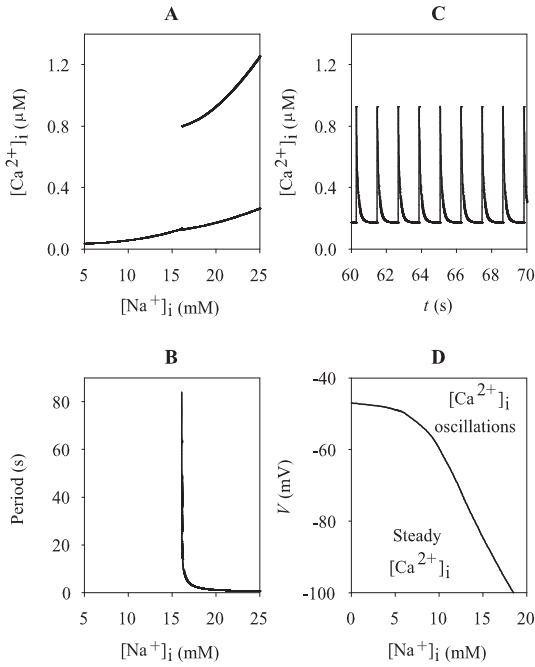 A
[Ca²⁺]ᵢ (µM)
1.2
0.8
0.4
0.0
5 10 15 20 25
[Na⁺]ᵢ (mM)
C
[Ca²⁺]ᵢ (µM)
1.2
0.8
0.4
0.0
60 62 64 66 68 70
t (s)
B
Period (s)
80
60
40
20
0
5 10 15 20 25
[Na⁺]ᵢ (mM)
D
V (mV)
-40
-60
-80
-100
[Ca²⁺]ᵢ
oscillations
Steady
[Ca²⁺]ᵢ
0 5 10 15 20
[Na⁺]ᵢ (mM)